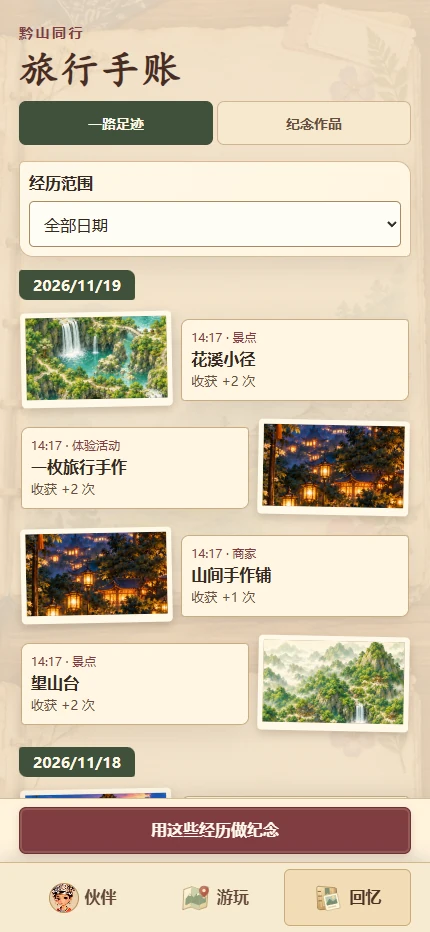 黔山同行
旅行手账
一路足迹
纪念作品
经历范围
全部日期
2026/11/19
14:17 · 景点
花溪小径
收获 +2 次
14:17 · 体验活动
一枚旅行手作
收获 +2 次
14:17 · 商家
山间手作铺
收获 +1 次
14:17 · 景点
望山台
收获 +2 次
2026/11/18
用这些经历做纪念
伙伴
游玩
回忆